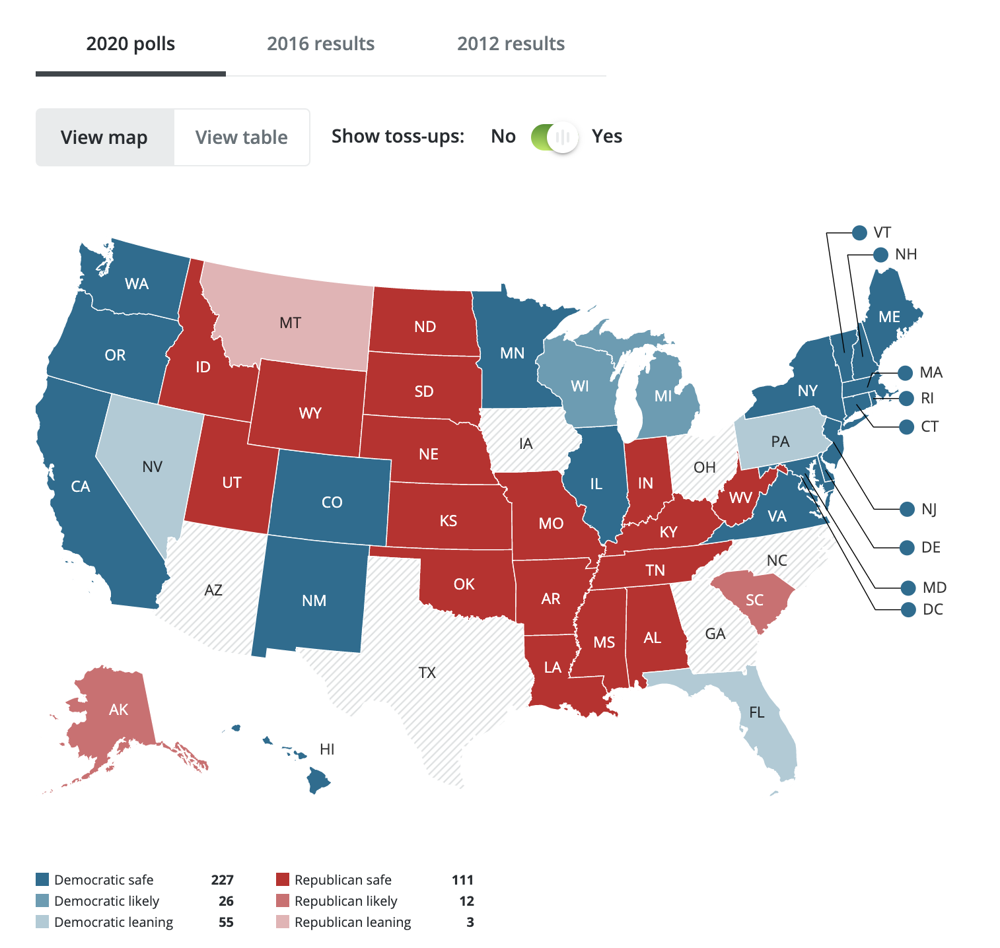 2020 polls 2016 results 2012 results
View map View table Show toss-ups: No Yes
VT
NH
WA
MT
ND
ME
OR
ID
MN
MA
SD
WI
MI
NY
RI
WY
CT
IA
PA
NE
NV
UT
OH
CA
CO
IL
IN
WV
NJ
KS
MO
KY
VA
DE
NC
TN
AZ
OK
MD
NM
AR
SC
DC
MS
AL
GA
LA
TX
AK
FL
HI
Democratic safe 227 Republican safe 111
Democratic likely 26 Republican likely 12
Democratic leaning 55 Republican leaning 3